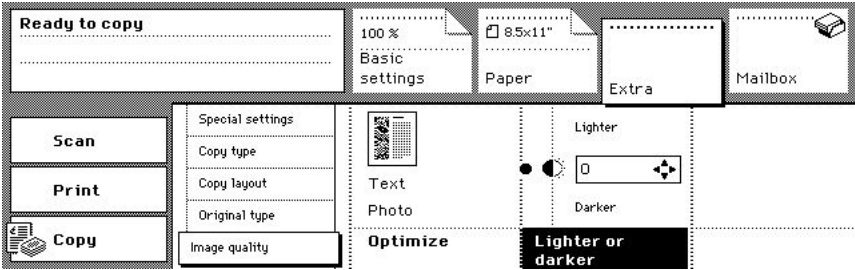 Ready to copy
100 %
Basic
settings
8.5x11"
Paper
Extra
Mailbox
Scan
Print
Copy
Special settings
Copy type
Copy layout
Original type
Image quality
Text
Photo
Optimize
Lighter
0
Darker
Lighter or
darker